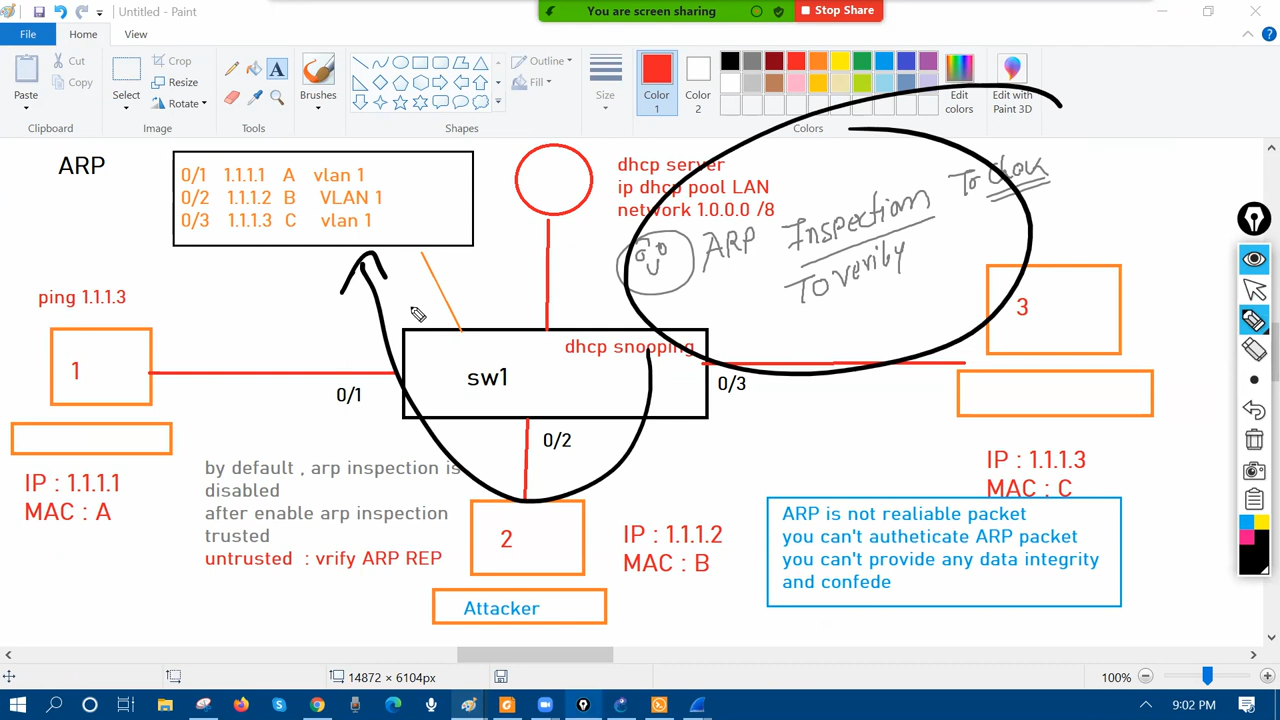 Untitled - Paint
You are screen sharing
Stop Share
File
Home
View
Paste
Cut
Copy
Clipboard
Select
Crop
Resize
Rotate
Image
Tools
Brushes
Shapes
Outline
Fill
Size
Color
1
Color
2
Edit
colors
Edit with
Paint 3D
Colors
ARP
0/1 1.1.1.1 A vlan 1
0/2 1.1.1.2 B VLAN 1
0/3 1.1.1.3 C vlan 1
dhcp server
ip dhcp pool LAN
network 1.0.0.0 /8
ARP Inspection To Check
To verify
ping 1.1.1.3
1
3
dhcp snooping
sw1
0/1
0/3
0/2
IP : 1.1.1.1
MAC : A
by default , arp inspection is
disabled
after enable arp inspection
trusted
untrusted : vrify ARP REP
2
IP : 1.1.1.2
MAC : B
Attacker
IP : 1.1.1.3
MAC : C
ARP is not realiable packet
you can't autheticate ARP packet
you can't provide any data integrity
and confede
14872 × 6104px
100%
9:02 PM